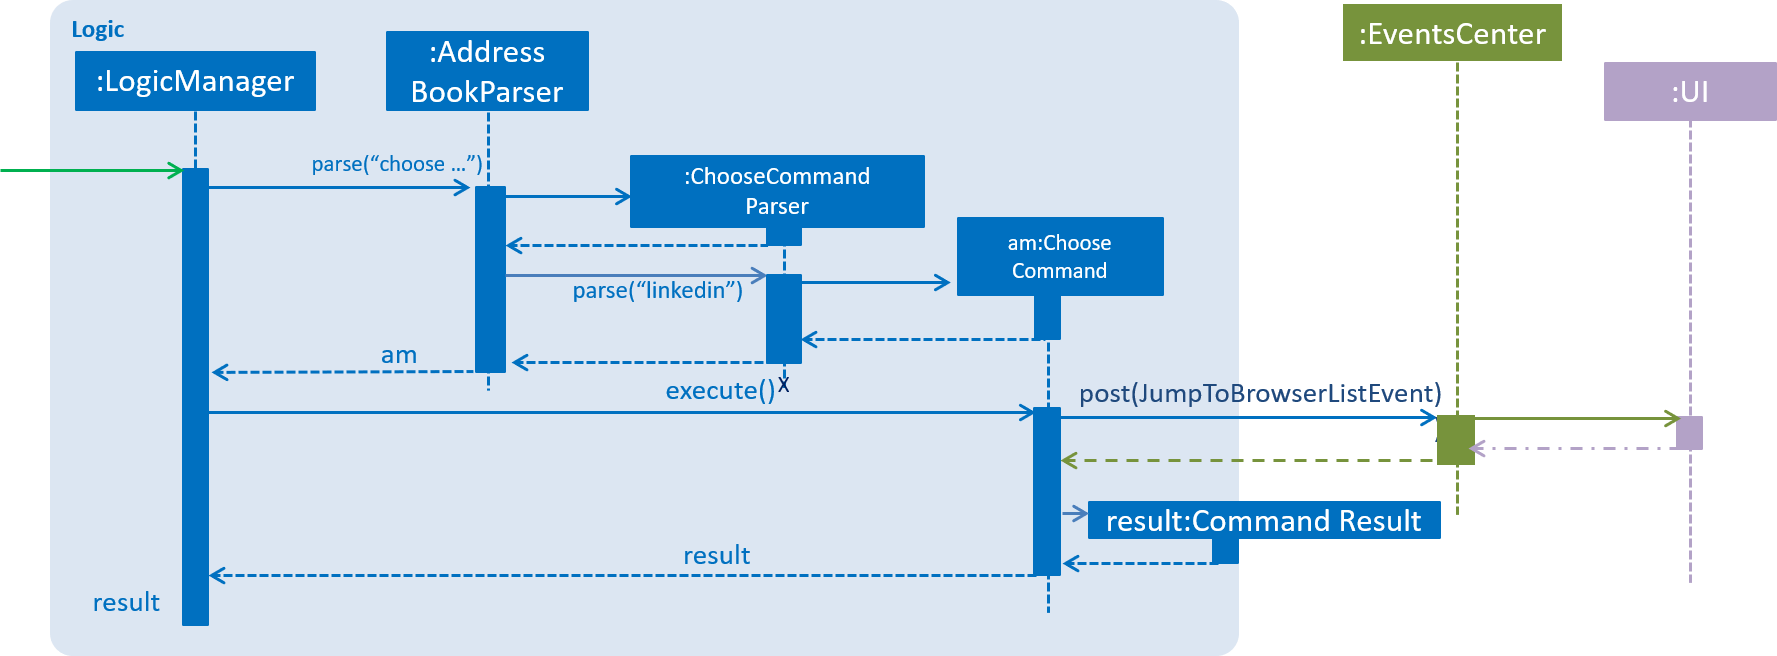 Logic
:LogicManager
:Address
BookParser
:EventsCenter
:UI
parse(“choose ...”)
:ChooseCommand
Parser
am:Choose
Command
parse(“linkedin”)
am
execute()
X
post(JumpToBrowserListEvent)
result:Command Result
result
result